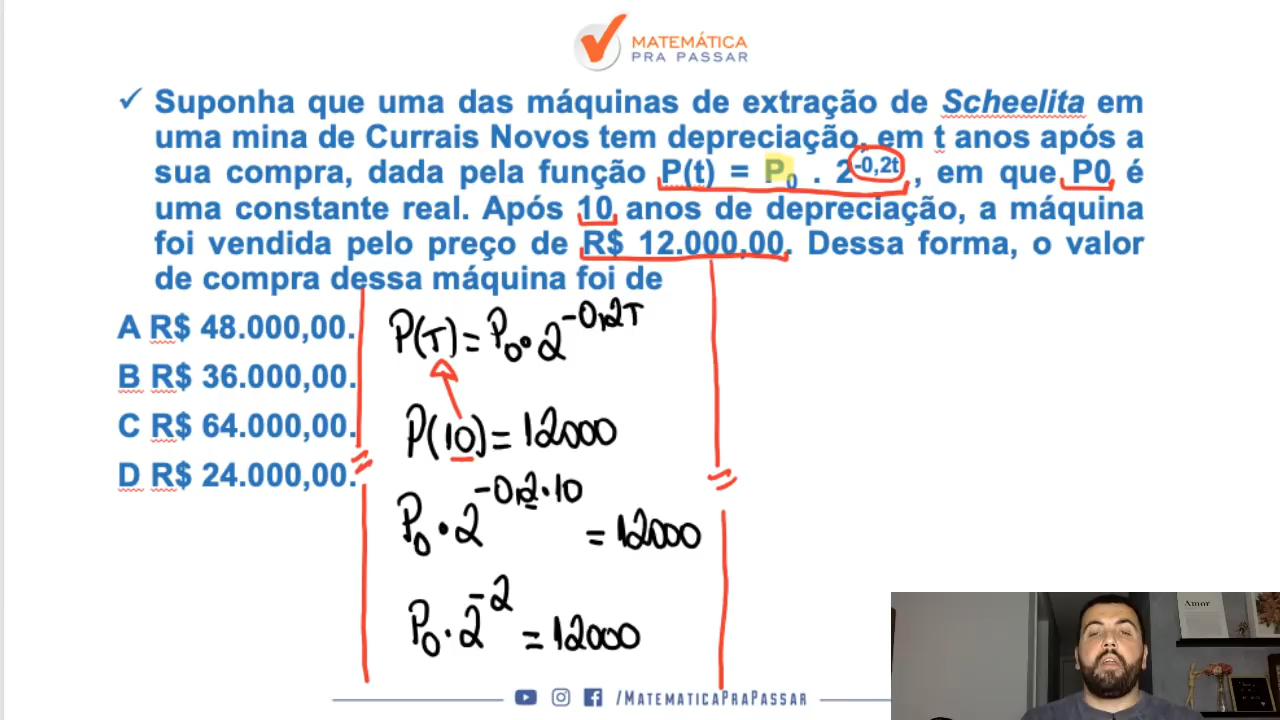 MATEMÁTICA
PRA PASSAR
✓ Suponha que uma das máquinas de extração de Scheelita em
uma mina de Currais Novos tem depreciação, em t anos após a
sua compra, dada pela função P(t) = P₀ . 2^{-0,2t}, em que P0 é
uma constante real. Após 10 anos de depreciação, a máquina
foi vendida pelo preço de R$ 12.000,00. Dessa forma, o valor
de compra dessa máquina foi de
A R$ 48.000,00.
B R$ 36.000,00.
C R$ 64.000,00.
D R$ 24.000,00.
P(T) = P₀ • 2^{-0,2T}
P(10) = 12000
P₀ • 2^{-0,2 • 10} = 12000
P₀ • 2^{-2} = 12000
Amor
/MATEMATICAPRAPASSAR